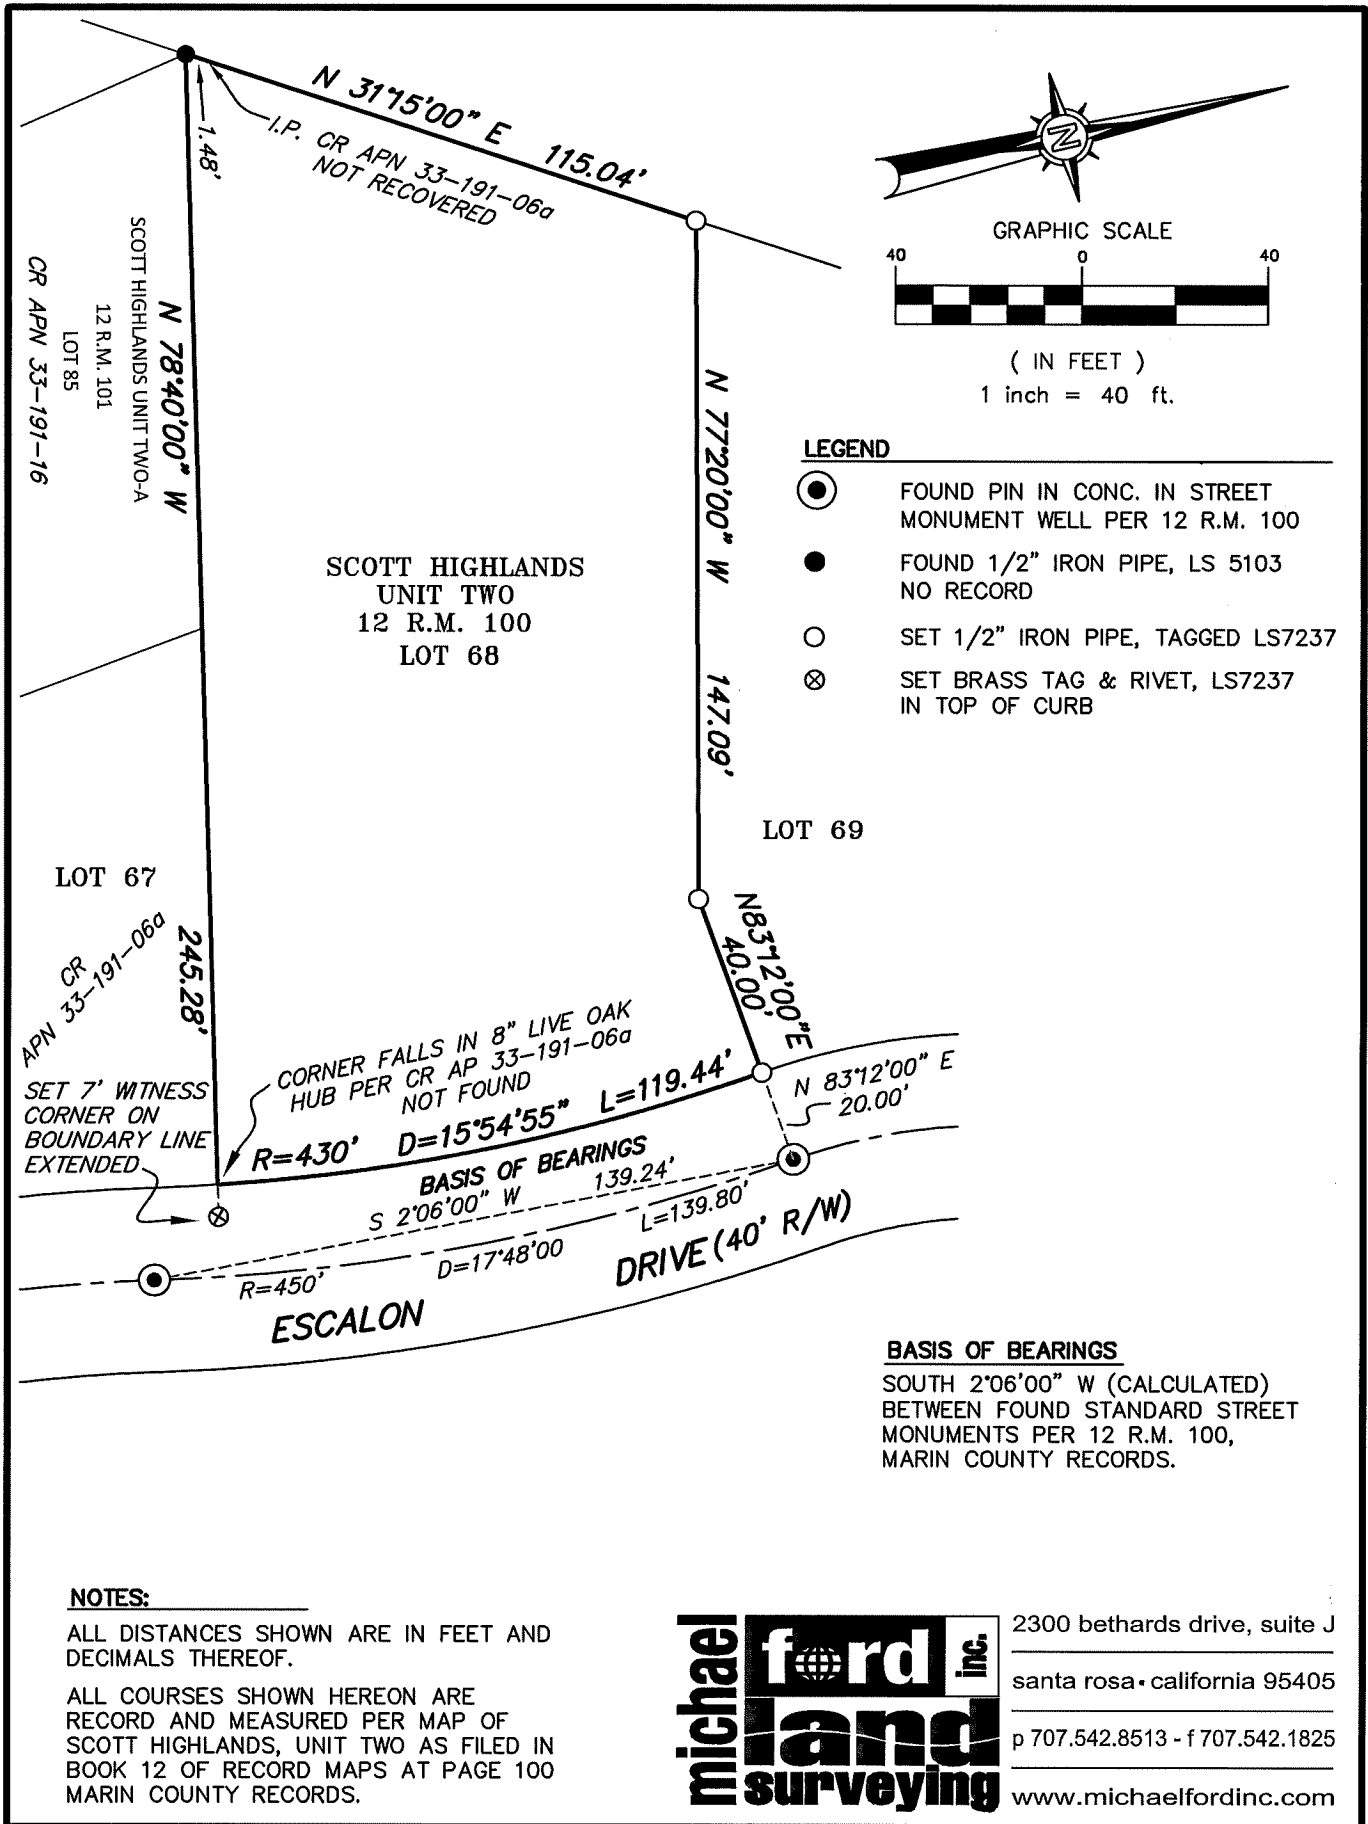 N 31°15'00" E 115.04'
1.48'
I.P. CR APN 33-191-06a
NOT RECOVERED
N
GRAPHIC SCALE
40 0 40
( IN FEET )
1 inch = 40 ft.
SCOTT HIGHLANDS UNIT TWO-A
12 R.M. 101
LOT 85
CR APN 33-191-16
N 78°40'00" W
245.28'
N 77°20'00" W 147.09'
LEGEND
FOUND PIN IN CONC. IN STREET
MONUMENT WELL PER 12 R.M. 100
FOUND 1/2" IRON PIPE, LS 5103
NO RECORD
SET 1/2" IRON PIPE, TAGGED LS7237
SET BRASS TAG & RIVET, LS7237
IN TOP OF CURB
SCOTT HIGHLANDS
UNIT TWO
12 R.M. 100
LOT 68
LOT 69
LOT 67
CR
APN 33-191-06a
N83°12'00"E
40.00'
CORNER FALLS IN 8" LIVE OAK
HUB PER CR AP 33-191-06a
NOT FOUND
SET 7' WITNESS
CORNER ON
BOUNDARY LINE
EXTENDED
R=430' D=15°54'55" L=119.44'
N 83°12'00" E
20.00'
BASIS OF BEARINGS
S 2°06'00" W 139.24'
R=450' D=17°48'00 L=139.80'
ESCALON DRIVE (40' R/W)
BASIS OF BEARINGS
SOUTH 2°06'00" W (CALCULATED)
BETWEEN FOUND STANDARD STREET
MONUMENTS PER 12 R.M. 100,
MARIN COUNTY RECORDS.
NOTES:
ALL DISTANCES SHOWN ARE IN FEET AND
DECIMALS THEREOF.
ALL COURSES SHOWN HEREON ARE
RECORD AND MEASURED PER MAP OF
SCOTT HIGHLANDS, UNIT TWO AS FILED IN
BOOK 12 OF RECORD MAPS AT PAGE 100
MARIN COUNTY RECORDS.
michael
ford inc.
land
surveying
2300 bethards drive, suite J
santa rosa • california 95405
p 707.542.8513 - f 707.542.1825
www.michaelfordinc.com